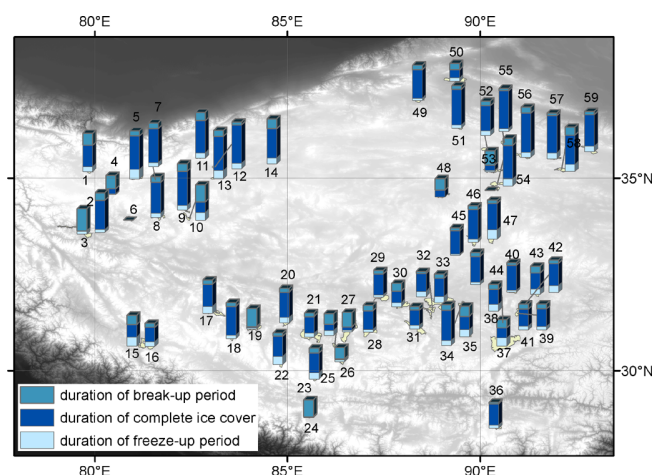 80°E 85°E 90°E
50
55
7 52 56 57 59
5
49
51
11 58
4 13 12 14 53
1 54
48 35°N
2
46
6 9 45 47
3 8 10
29 32
20 30 33 44 40 43 42
21 27
17 38
19 31
18 28 34 35 41 39
15 16 37
22 25 26 30°N
23 36
24
duration of break-up period
duration of complete ice cover
duration of freeze-up period
80°E 85°E 90°E